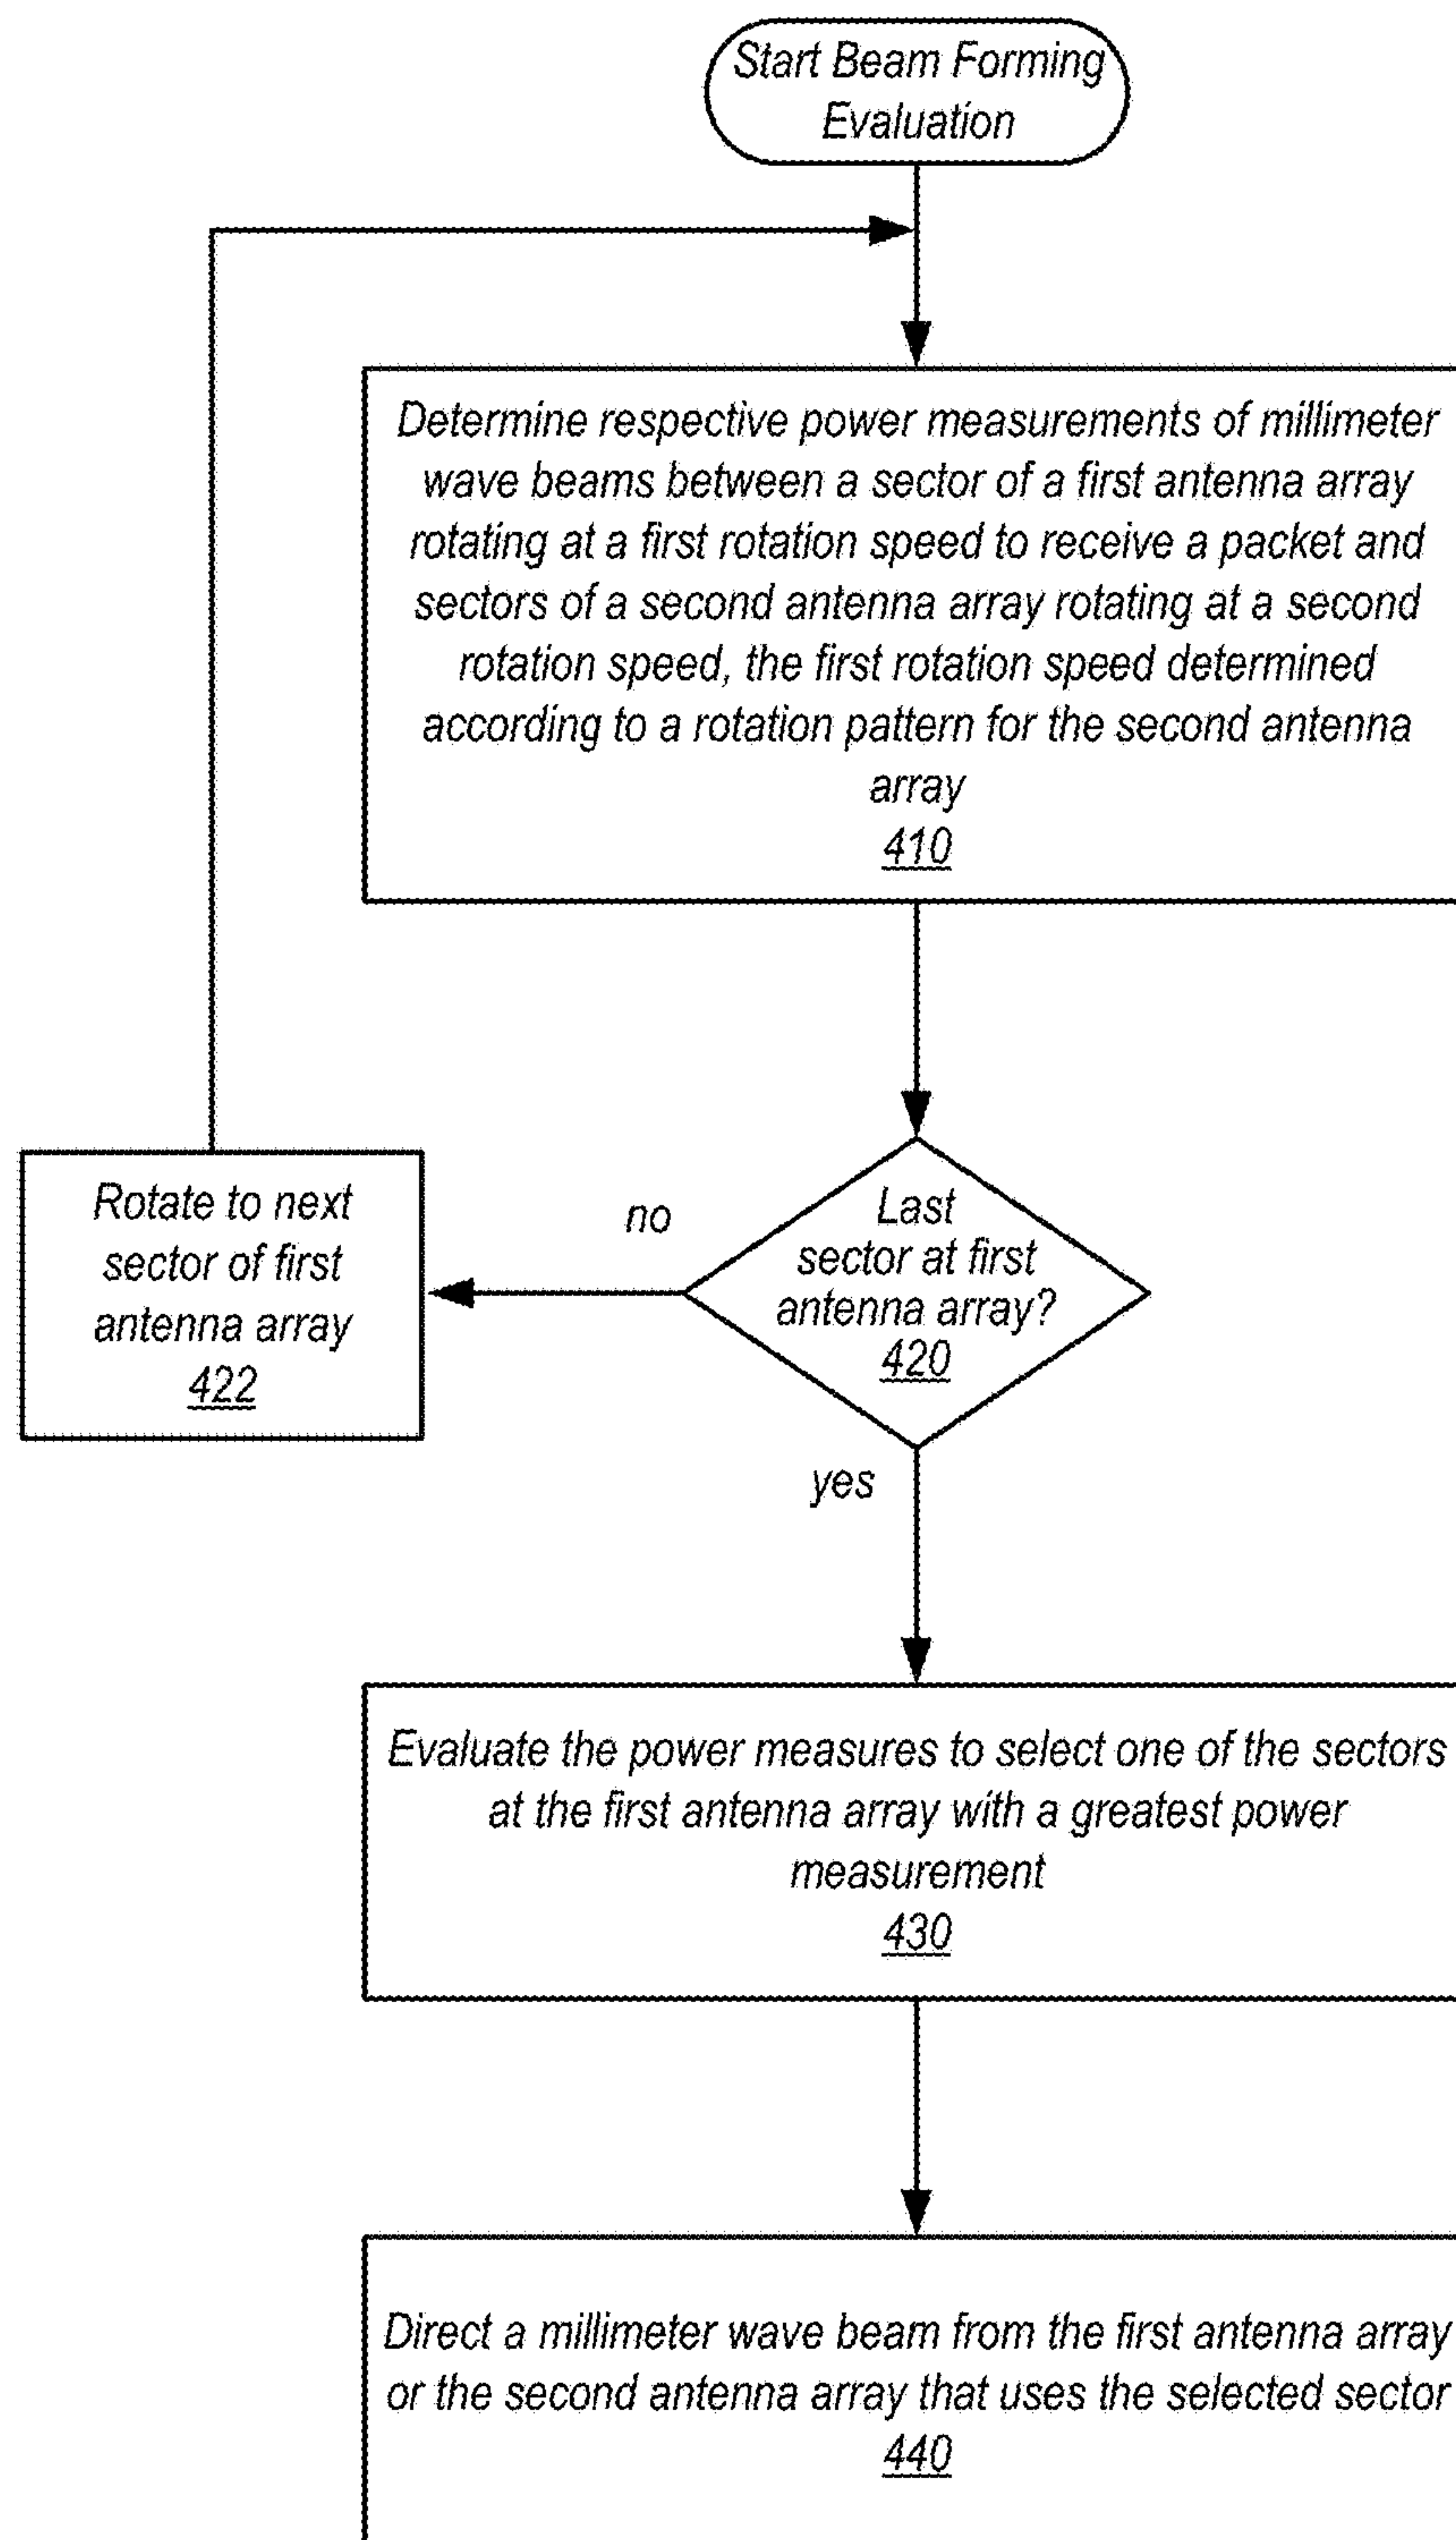 Start Beam Forming
Evaluation
Determine respective power measurements of millimeter
wave beams between a sector of a first antenna array
rotating at a first rotation speed to receive a packet and
sectors of a second antenna array rotating at a second
rotation speed, the first rotation speed determined
according to a rotation pattern for the second antenna
array
410
Rotate to next
sector of first
antenna array
422
no
Last
sector at first
antenna array?
420
yes
Evaluate the power measures to select one of the sectors
at the first antenna array with a greatest power
measurement
430
Direct a millimeter wave beam from the first antenna array
or the second antenna array that uses the selected sector
440